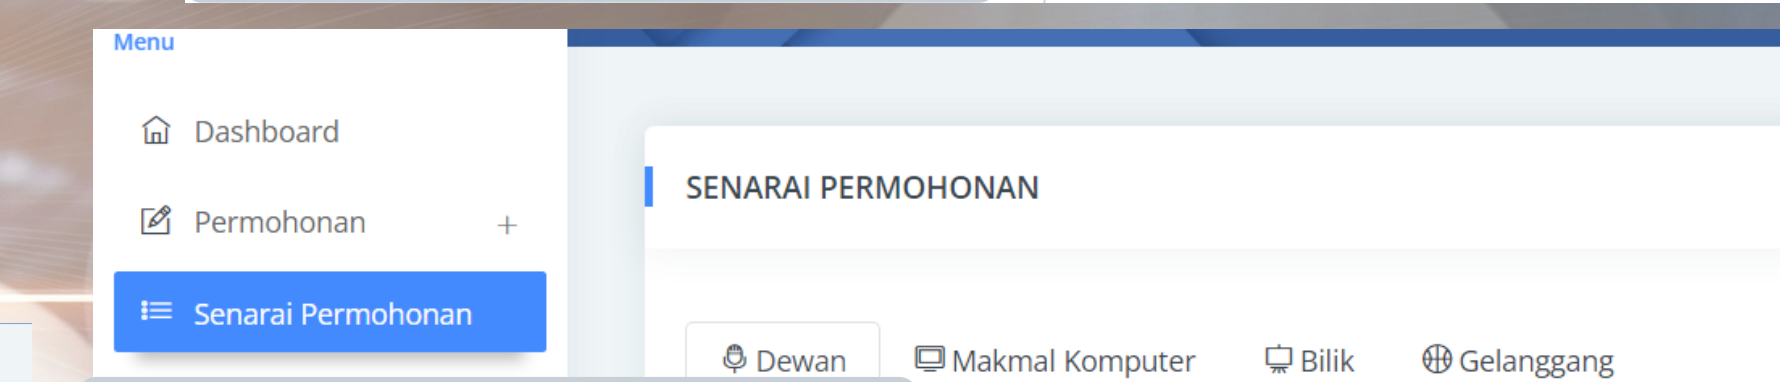 Menu
Dashboard
Permohonan +
Senarai Permohonan
SENARAI PERMOHONAN
Dewan Makmal Komputer Bilik Gelanggang